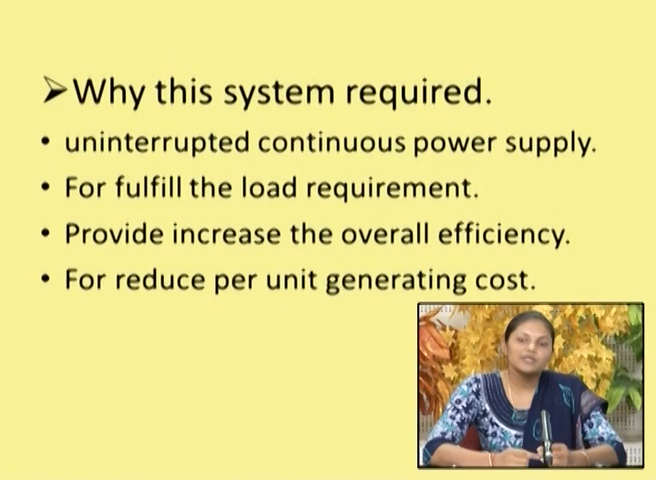 ➢Why this system required.
• uninterrupted continuous power supply.
• For fulfill the load requirement.
• Provide increase the overall efficiency.
• For reduce per unit generating cost.